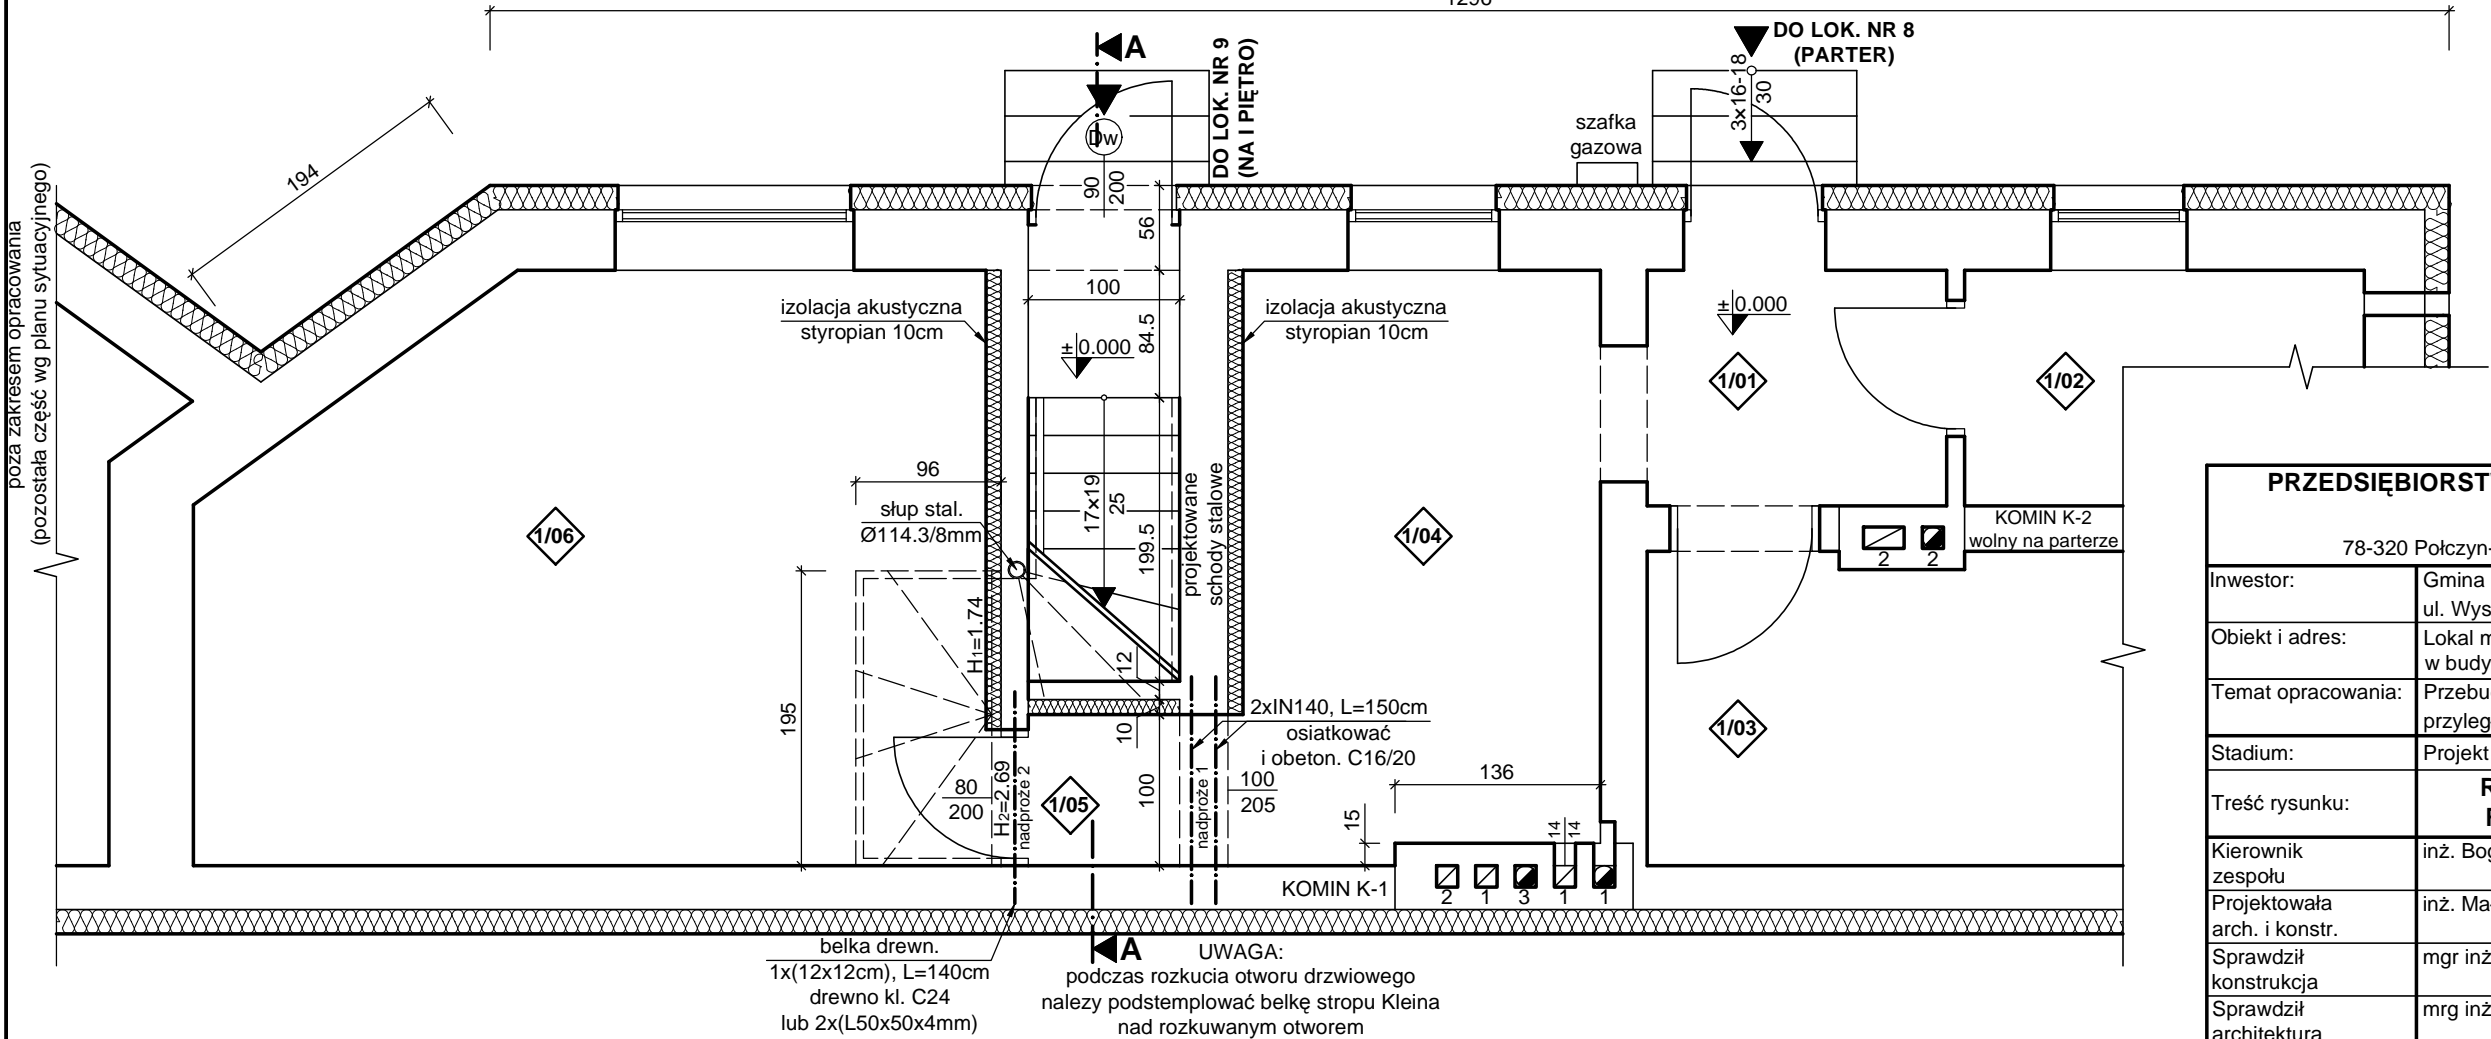 1296
A
DO LOK. NR 9
(NA I PIĘTRO)
DO LOK. NR 8
(PARTER)
3×16-18
30
szafka
gazowa
Dw
90
200
56
194
poza zakresem opracowania
(pozostała część wg planu sytuacyjnego)
100
izolacja akustyczna
styropian 10cm
izolacja akustyczna
styropian 10cm
±0.000
84.5
±0.000
1/01
1/02
96
słup stal.
Ø114.3/8mm
17×19
25
199.5
projektowane
schody stalowe
1/06
1/04
KOMIN K-2
wolny na parterze
2
2
H1=1.74
12
195
10
2xIN140, L=150cm
osiatkować
i obeton. C16/20
1/03
80
200
H2=2.69
nadproże 2
1/05
100
nadproże 1
100
205
136
15
14
14
KOMIN K-1
2
1
3
1
1
belka drewn.
1x(12x12cm), L=140cm
drewno kl. C24
lub 2x(L50x50x4mm)
A
UWAGA:
podczas rozkucia otworu drzwiowego
nalezy podstemplować belkę stropu Kleina
nad rozkuwanym otworem
PRZEDSIĘBIORST
78-320 Połczyn-
Inwestor:
Gmina
ul. Wys
Obiekt i adres:
Lokal m
w budy
Temat opracowania:
Przebu
przyleg
Stadium:
Projekt
Treść rysunku:
Kierownik
zespołu
inż. Bog
Projektowała
arch. i konstr.
inż. Ma
Sprawdził
konstrukcja
mgr inż
Sprawdził
architektura
mrg inż